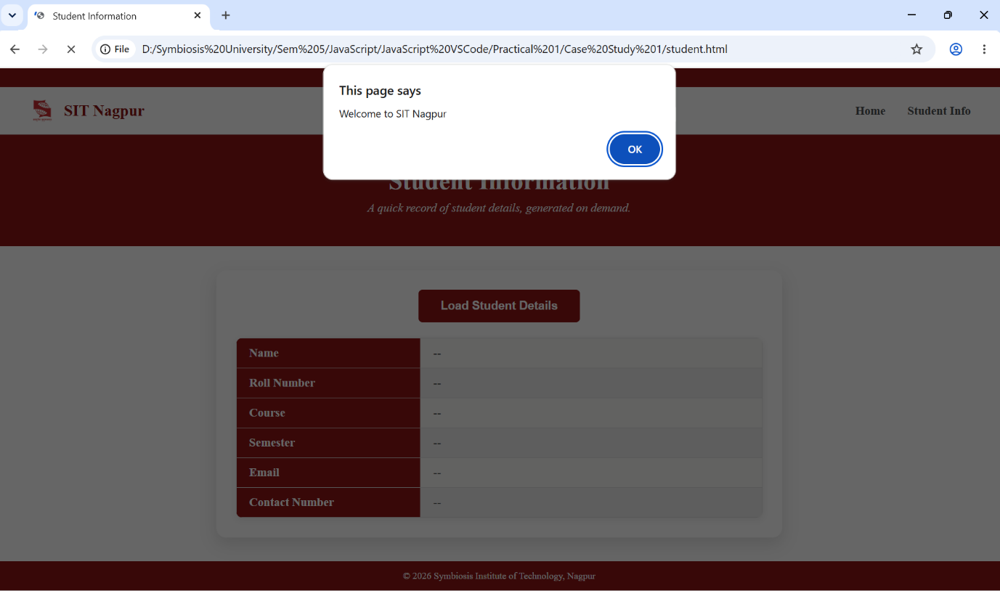 Student Information
File
D:/Symbiosis%20University/Sem%205/JavaScript/JavaScript%20VSCode/Practical%201/Case%20Study%201/student.html
This page says
Welcome to SIT Nagpur
OK
SIT Nagpur
Home
Student Info
Student Information
A quick record of student details, generated on demand.
Load Student Details
Name --
Roll Number --
Course --
Semester --
Email --
Contact Number --
© 2026 Symbiosis Institute of Technology, Nagpur